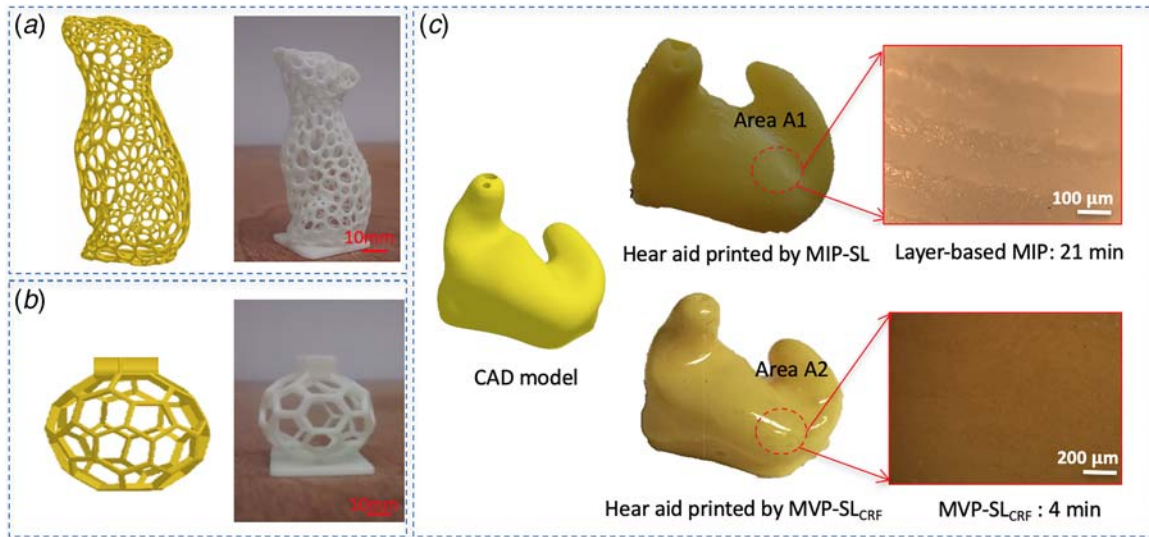 (a)
10mm
(b)
10mm
(c)
CAD model
Area A1
100 μm
Hear aid printed by MIP-SL
Layer-based MIP: 21 min
Area A2
200 μm
Hear aid printed by MVP-SLCRF
MVP-SLCRF : 4 min